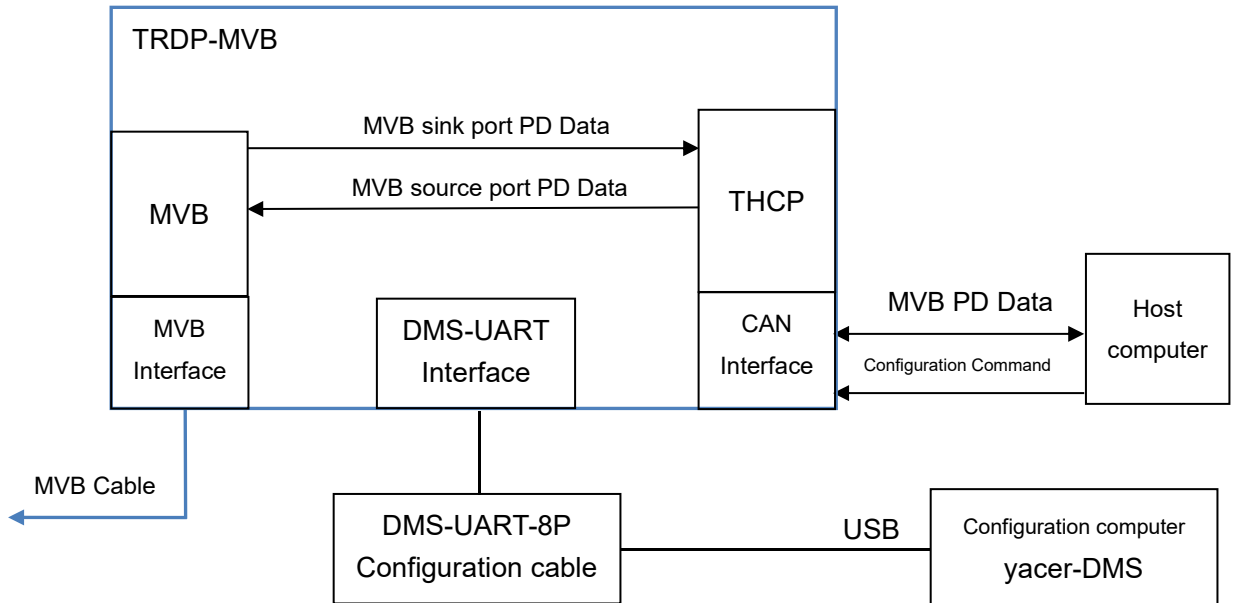 TRDP-MVB
MVB sink port PD Data
MVB source port PD Data
MVB
THCP
MVB
Interface
DMS-UART
Interface
CAN
Interface
MVB PD Data
Configuration Command
Host
computer
MVB Cable
DMS-UART-8P
Configuration cable
USB
Configuration computer
yacer-DMS